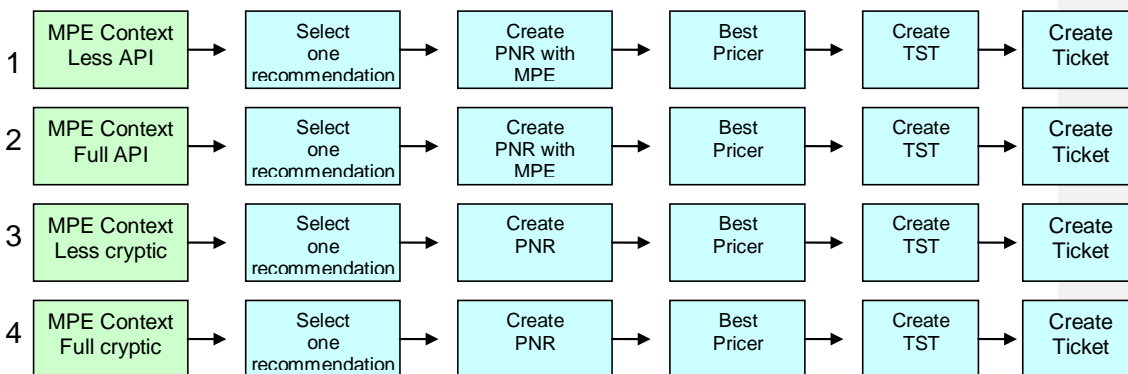 1
MPE Context
Less API
Select
one
recommendation
Create
PNR with
MPE
Best
Pricer
Create
TST
Create
Ticket
2
MPE Context
Full API
Select
one
recommendation
Create
PNR with
MPE
Best
Pricer
Create
TST
Create
Ticket
3
MPE Context
Less cryptic
Select
one
recommendation
Create
PNR
Best
Pricer
Create
TST
Create
Ticket
4
MPE Context
Full cryptic
Select
one
recommendation
Create
PNR
Best
Pricer
Create
TST
Create
Ticket